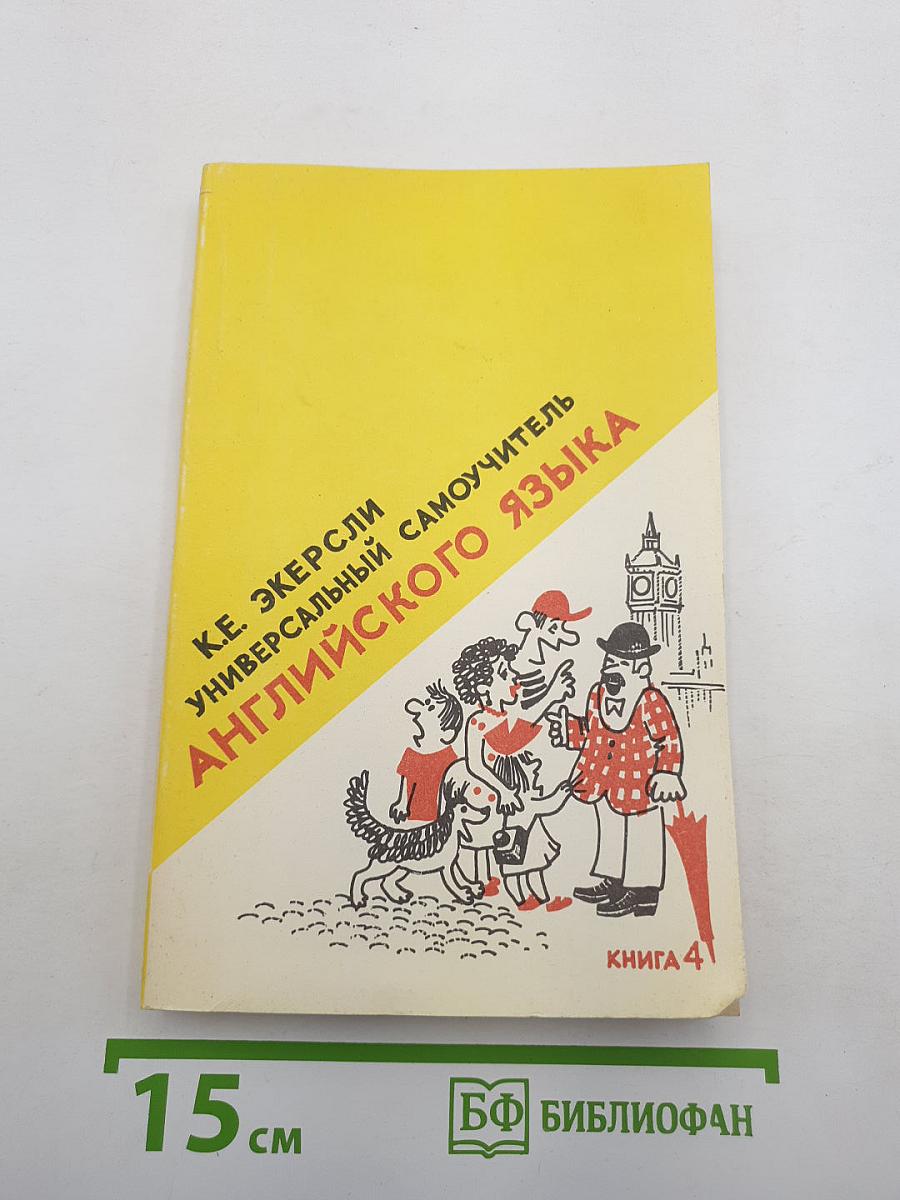 К.Е. ЭКЕРСЛИ
УНИВЕРСАЛЬНЫЙ САМОУЧИТЕЛЬ
АНГЛИЙСКОГО ЯЗЫКА
КНИГА 4
15 см
БФ БИБЛИОФАН